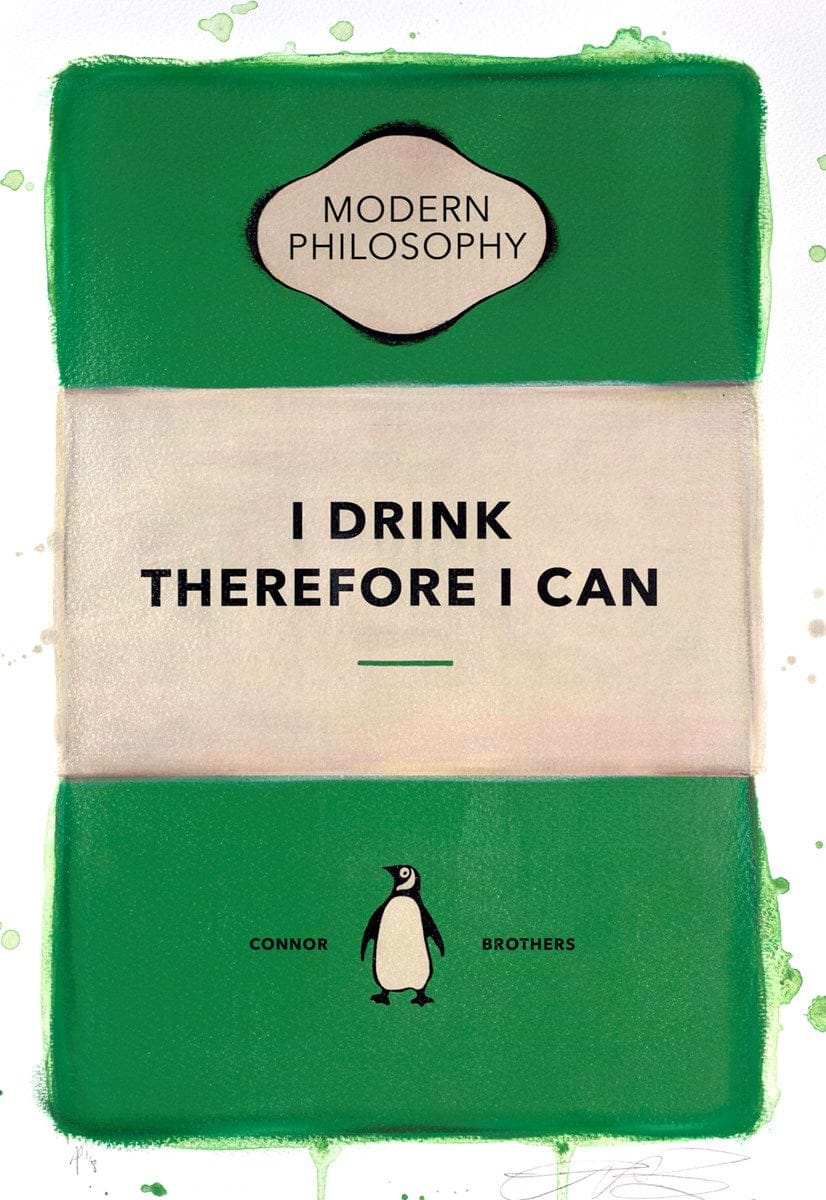 MODERN
PHILOSOPHY
I DRINK
THEREFORE I CAN
CONNOR BROTHERS